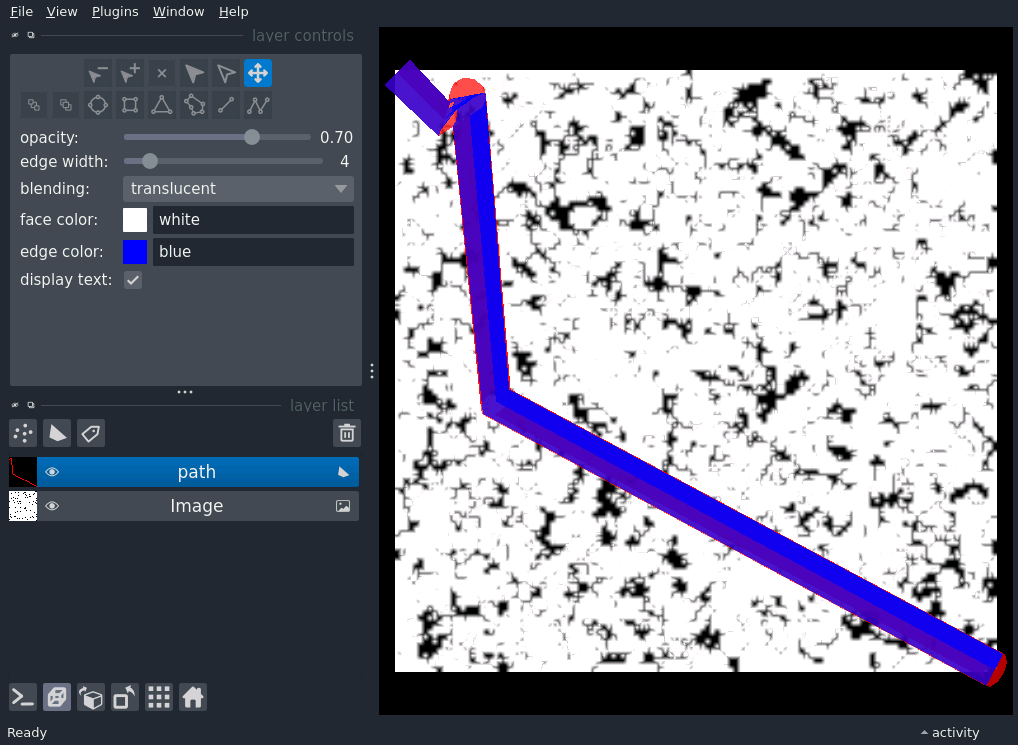 File View Plugins Window Help
layer controls
opacity: 0.70
edge width: 4
blending: translucent
face color: white
edge color: blue
display text:
layer list
path
Image
Ready activity